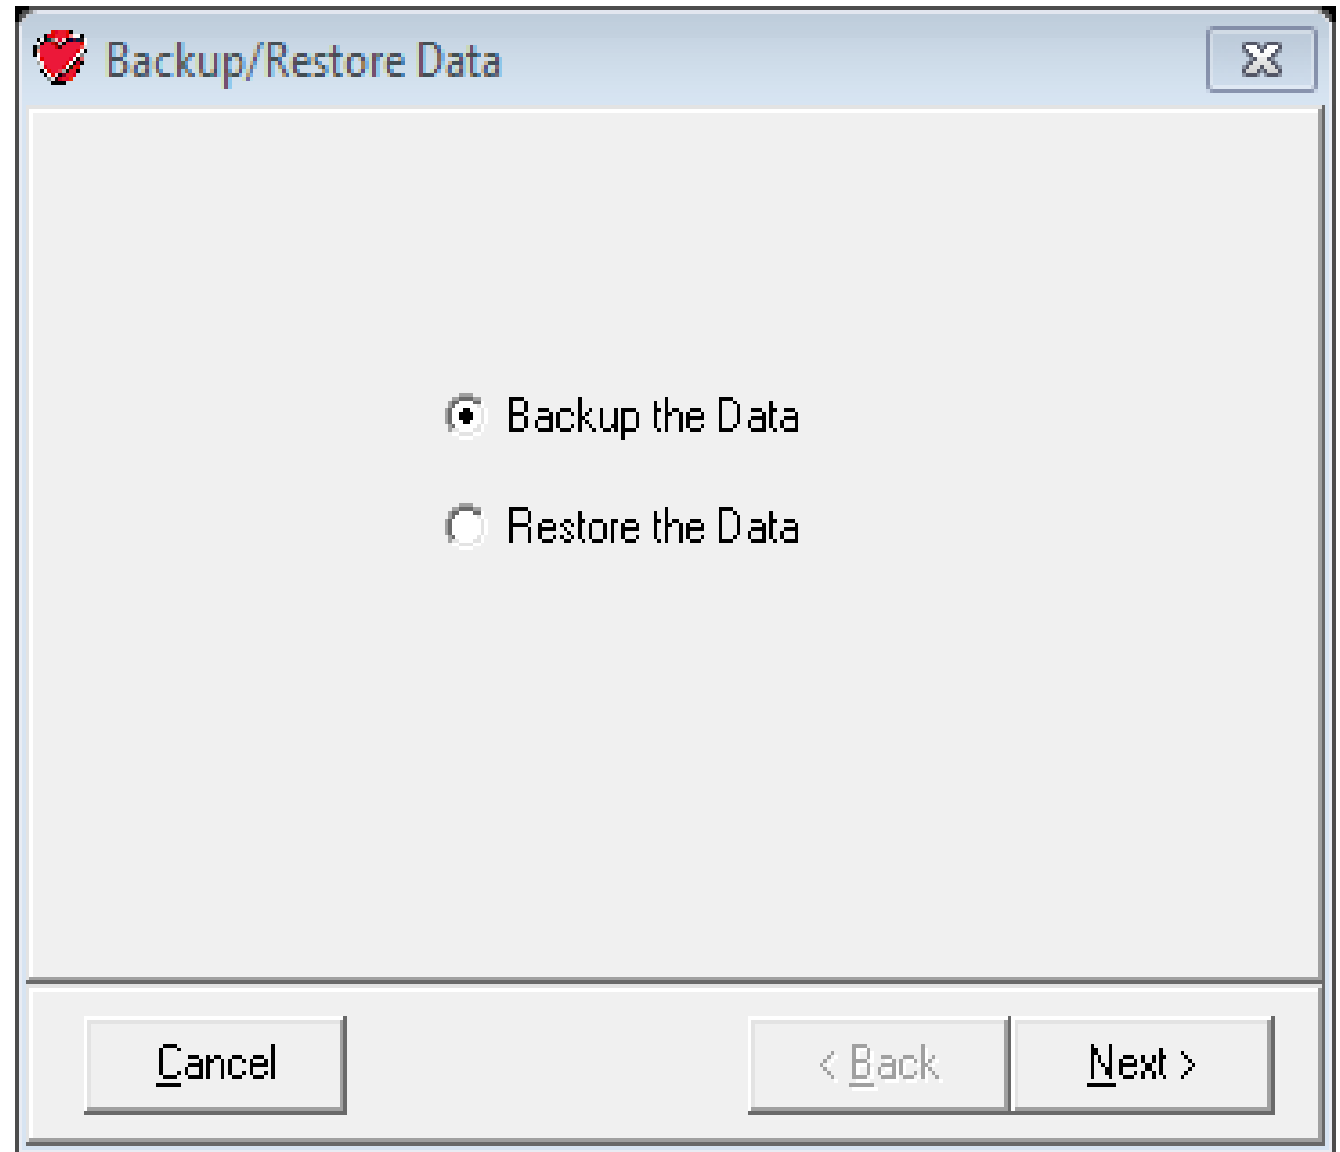 Backup/Restore Data
Backup the Data
Restore the Data
Cancel
< Back
Next >